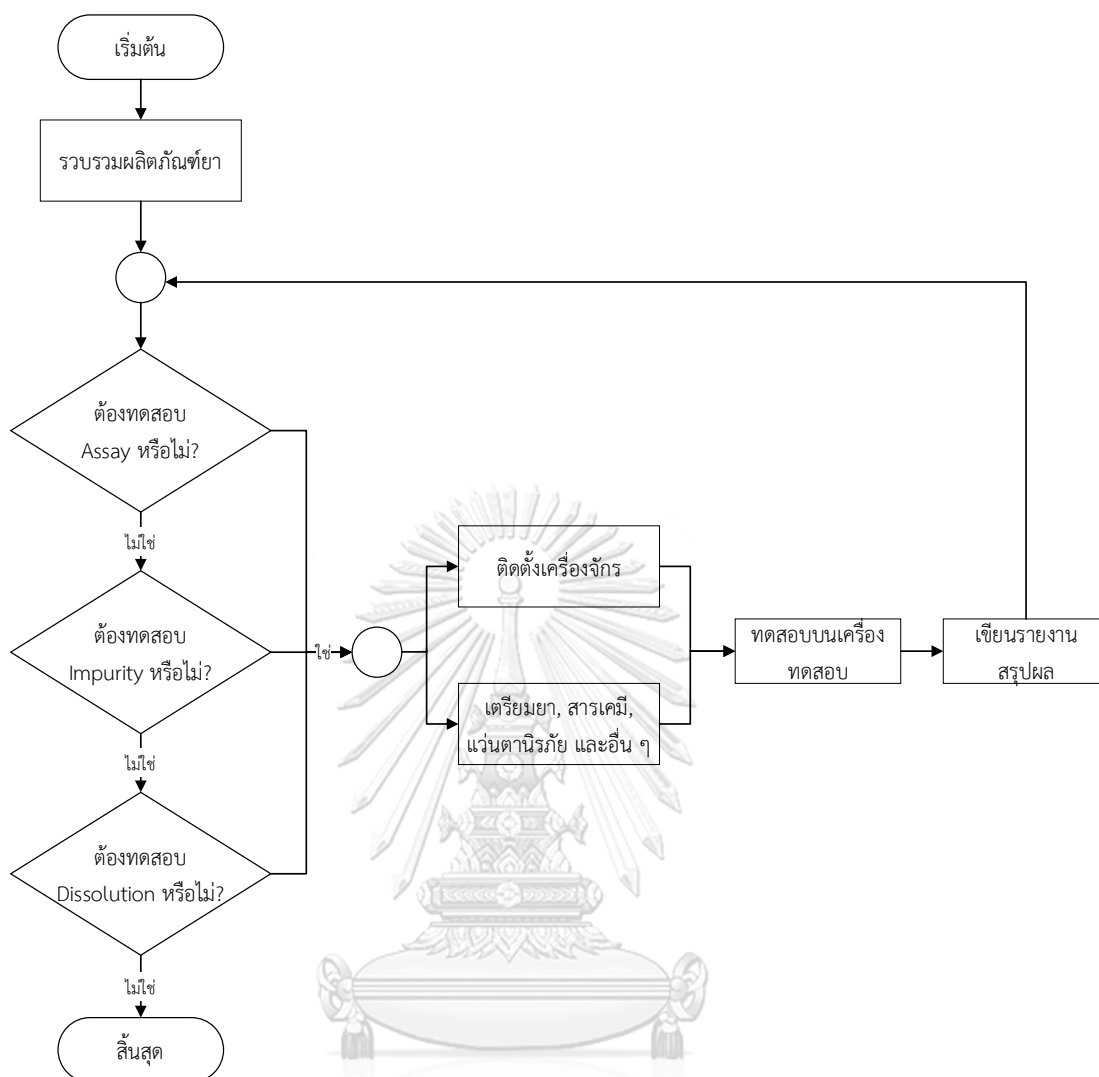 เริ่มต้น
รวบรวมผลิตภัณฑ์ยา
ต้องทดสอบ
Assay หรือไม่?
ไม่ใช่
ต้องทดสอบ
Impurity หรือไม่?
ใช่
ไม่ใช่
ต้องทดสอบ
Dissolution หรือไม่?
ไม่ใช่
สิ้นสุด
ติดตั้งเครื่องจักร
เตรียมยา, สารเคมี,
แว่นตานิรภัย และอื่น ๆ
ทดสอบบนเครื่อง
ทดสอบ
เขียนรายงาน
สรุปผล